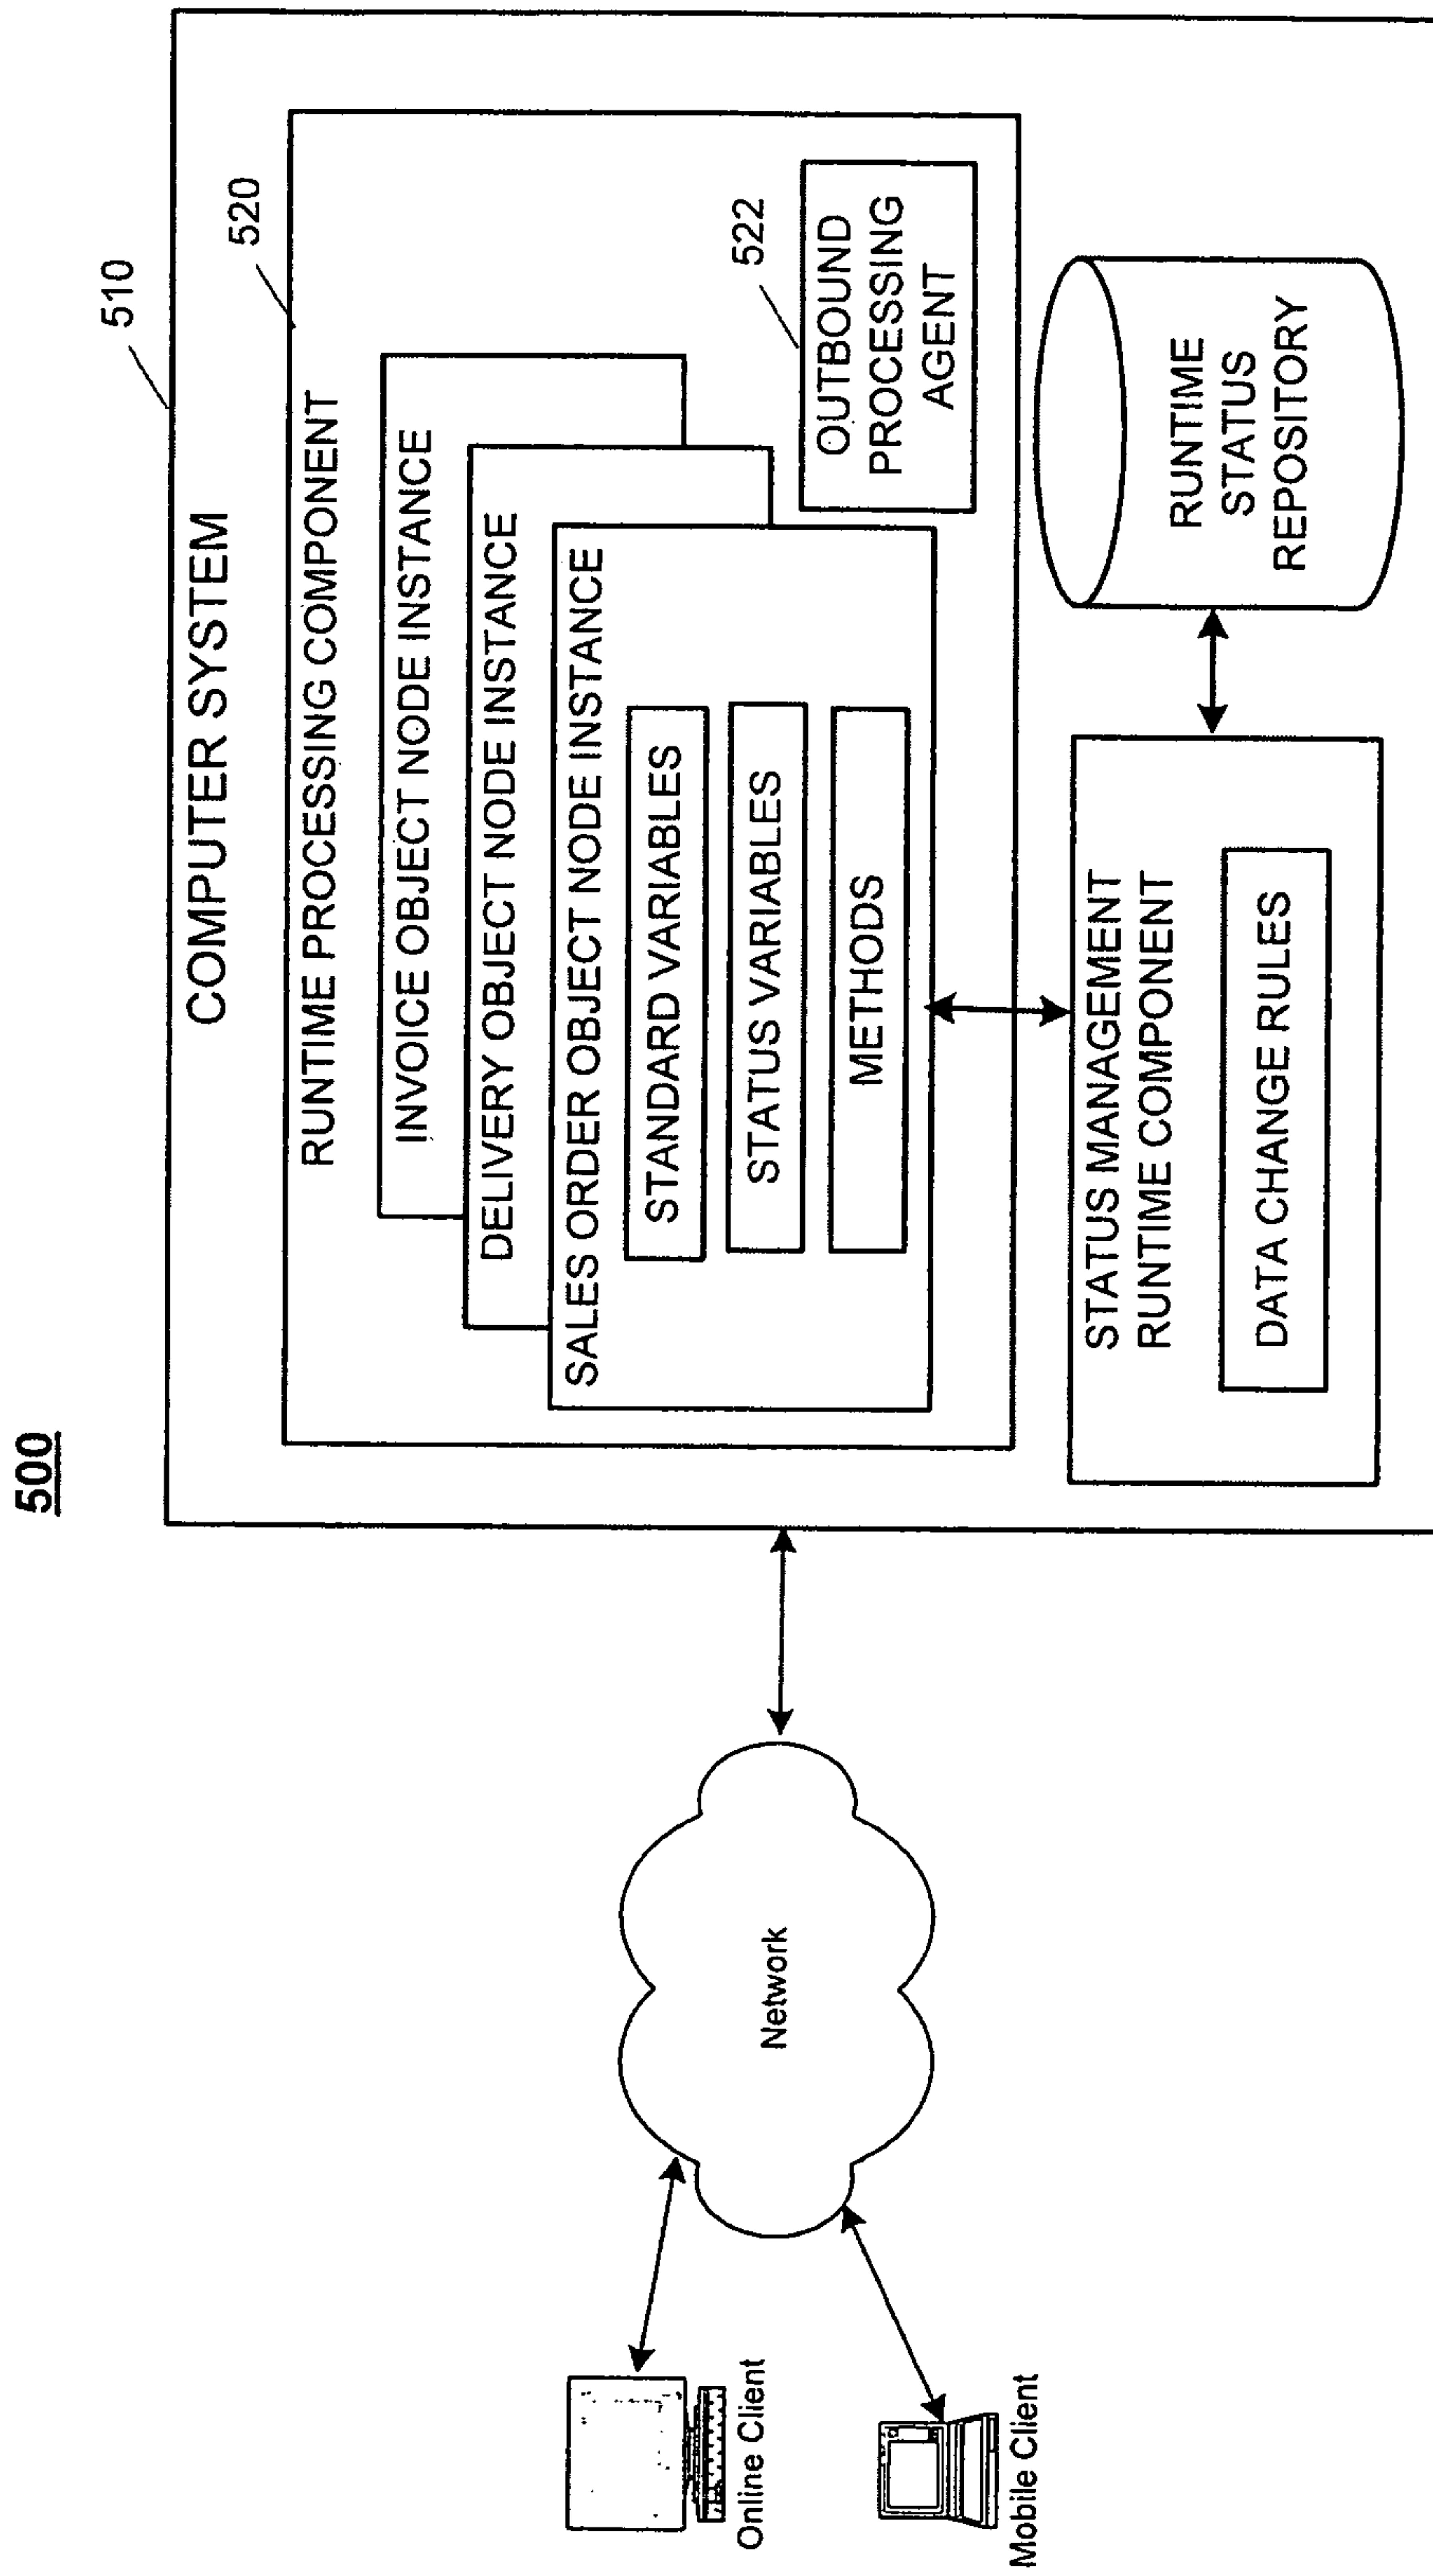 500
510
COMPUTER SYSTEM
520
RUNTIME PROCESSING COMPONENT
INVOICE OBJECT NODE INSTANCE
DELIVERY OBJECT NODE INSTANCE
SALES ORDER OBJECT NODE INSTANCE
STANDARD VARIABLES
STATUS VARIABLES
METHODS
522
OUTBOUND
PROCESSING
AGENT
STATUS MANAGEMENT
RUNTIME COMPONENT
DATA CHANGE RULES
RUNTIME
STATUS
REPOSITORY
Network
Online Client
Mobile Client